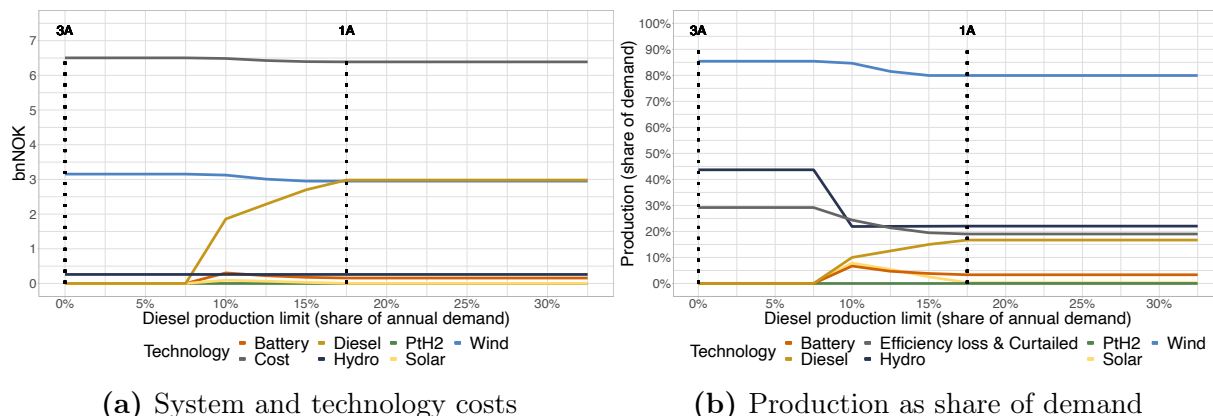 3A
1A
7
6
5
4
3
2
1
0
bnNOK
0% 5% 10% 15% 20% 25% 30%
Diesel production limit (share of annual demand)
Technology Battery Diesel PtH2 Wind
Cost Hydro Solar
(a) System and technology costs
100%
90%
80%
70%
60%
50%
40%
30%
20%
10%
0%
3A
1A
Production (share of demand)
0% 5% 10% 15% 20% 25% 30%
Diesel production limit (share of annual demand)
Technology Battery Efficiency loss & Curtailed PtH2 Wind
Diesel Hydro Solar
(b) Production as share of demand